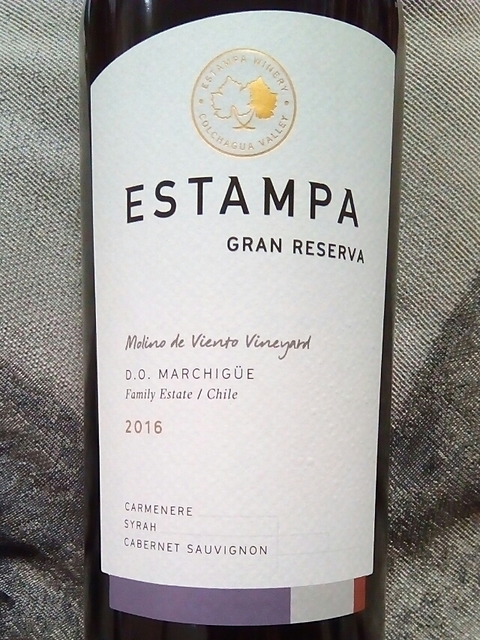 ESTAMPA WINERY
COLCHAGUA VALLEY
ESTAMPA
GRAN RESERVA
Molino de Viento Vineyard
D.O. MARCHIGÜE
Family Estate / Chile
2016
CARMENERE
SYRAH
CABERNET SAUVIGNON